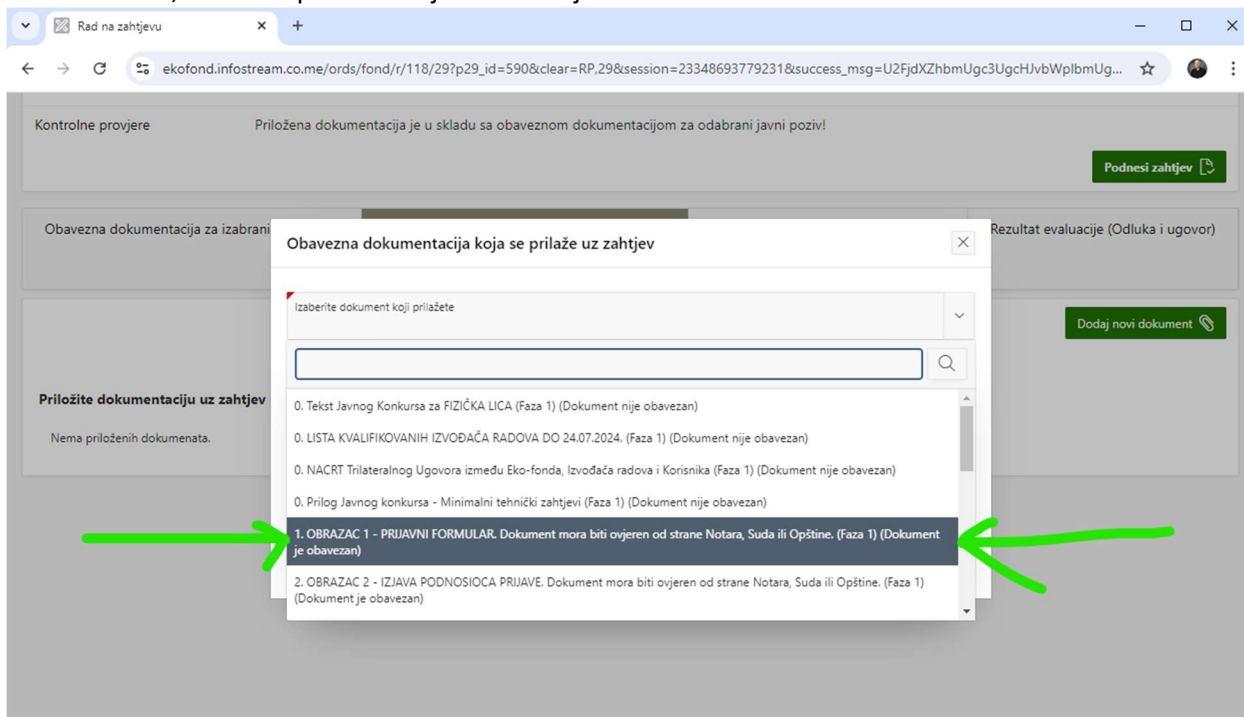 Rad na zahtjevu
ekofond.infostream.co.me/ords/fond/r/118/29?p29_id=590&clear=RP,29&session=23348693779231&success_msg=U2FjdXZhbmUgc3UgcHJvbWplbmUg...
Kontrolne provjere Priložena dokumentacija je u skladu sa obaveznom dokumentacijom za odabrani javni poziv!
Podnesi zahtjev
Obavezna dokumentacija za izabrani
Rezultat evaluacije (Odluka i ugovor)
Obavezna dokumentacija koja se prilaže uz zahtjev
Izaberite dokument koji prilažete
Dodaj novi dokument
Priložite dokumentaciju uz zahtjev
Nema priloženih dokumenata.
0. Tekst Javnog Konkursa za FIZIČKA LICA (Faza 1) (Dokument nije obavezan)
0. LISTA KVALIFIKOVANIH IZVOĐAČA RADOVA DO 24.07.2024. (Faza 1) (Dokument nije obavezan)
0. NACRT Trilateralnog Ugovora između Eko-fonda, Izvođača radova i Korisnika (Faza 1) (Dokument nije obavezan)
0. Prilog Javnog konkursa - Minimalni tehnički zahtjevi (Faza 1) (Dokument nije obavezan)
1. OBRAZAC 1 - PRIJAVNI FORMULAR. Dokument mora biti ovjeren od strane Notara, Suda ili Opštine. (Faza 1) (Dokument
je obavezan)
2. OBRAZAC 2 - IZJAVA PODNOSIOCA PRIJAVE. Dokument mora biti ovjeren od strane Notara, Suda ili Opštine. (Faza 1)
(Dokument je obavezan)